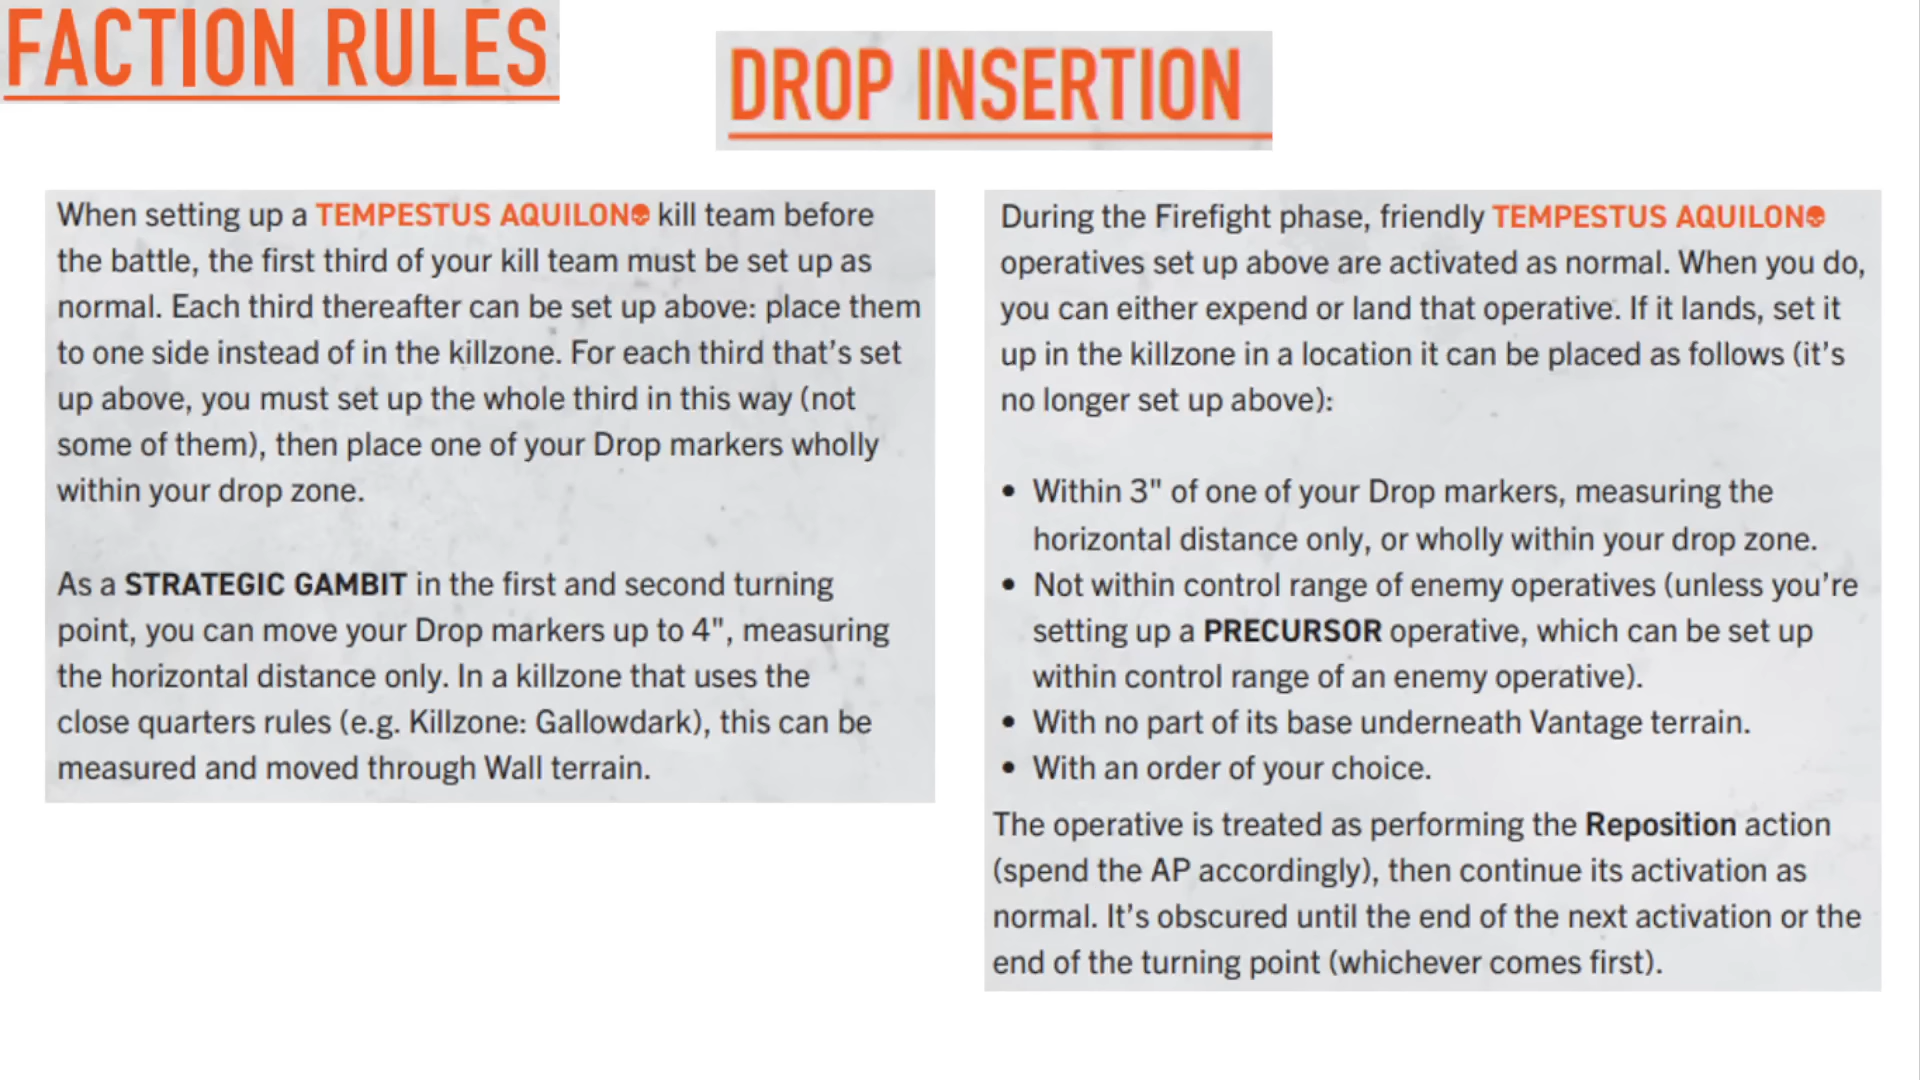 FACTION RULES
DROP INSERTION
When setting up a TEMPESTUS AQUILON kill team before
the battle, the first third of your kill team must be set up as
normal. Each third thereafter can be set up above: place them
to one side instead of in the killzone. For each third that's set
up above, you must set up the whole third in this way (not
some of them), then place one of your Drop markers wholly
within your drop zone.
As a STRATEGIC GAMBIT in the first and second turning
point, you can move your Drop markers up to 4", measuring
the horizontal distance only. In a killzone that uses the
close quarters rules (e.g. Killzone: Gallowdark), this can be
measured and moved through Wall terrain.
During the Firefight phase, friendly TEMPESTUS AQUILON
operatives set up above are activated as normal. When you do,
you can either expend or land that operative. If it lands, set it
up in the killzone in a location it can be placed as follows (it's
no longer set up above):
• Within 3" of one of your Drop markers, measuring the
horizontal distance only, or wholly within your drop zone.
• Not within control range of enemy operatives (unless you're
setting up a PRECURSOR operative, which can be set up
within control range of an enemy operative).
• With no part of its base underneath Vantage terrain.
• With an order of your choice.
The operative is treated as performing the Reposition action
(spend the AP accordingly), then continue its activation as
normal. It's obscured until the end of the next activation or the
end of the turning point (whichever comes first).